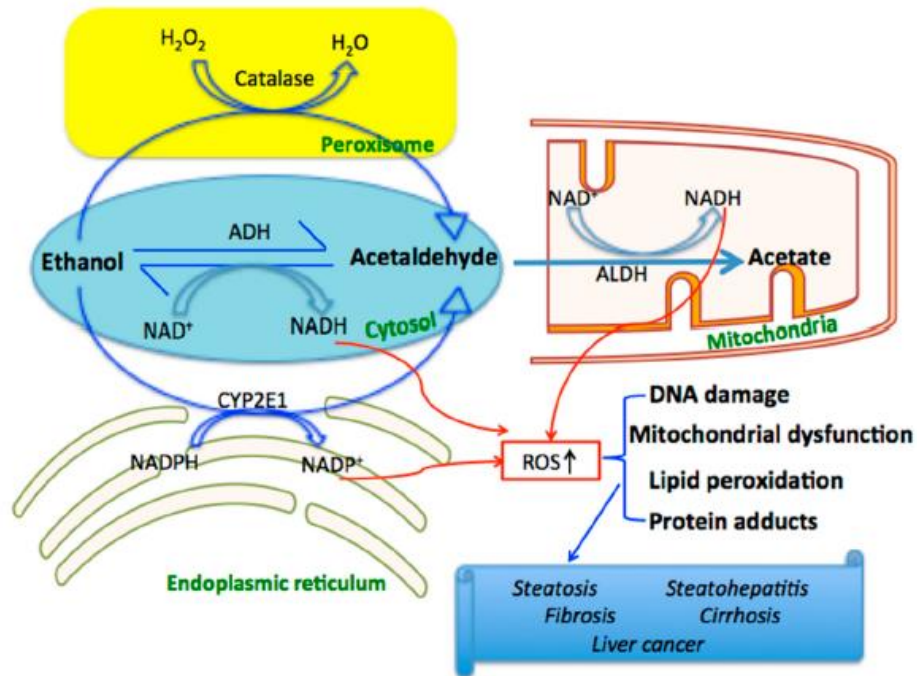 H₂O₂
H₂O
Catalase
Peroxisome
NAD⁺
NADH
ADH
Ethanol
Acetaldehyde
ALDH
Acetate
NAD⁺
NADH
Cytosol
Mitochondria
CYP2E1
NADPH
NADP⁺
ROS↑
DNA damage
Mitochondrial dysfunction
Lipid peroxidation
Protein adducts
Endoplasmic reticulum
Steatosis Steatohepatitis
Fibrosis Cirrhosis
Liver cancer